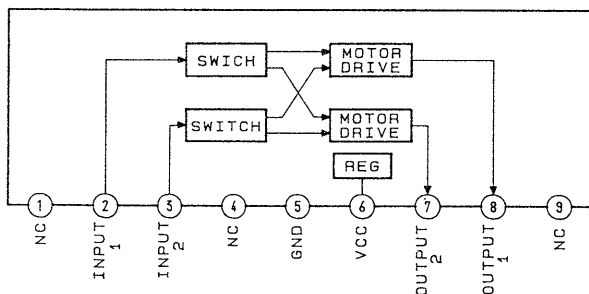 SWICH
MOTOR
DRIVE
SWITCH
MOTOR
DRIVE
REG
1
2
3
4
5
6
7
8
9
NC
INPUT
1
INPUT
2
NC
GND
VCC
OUTPUT
2
OUTPUT
1
NC